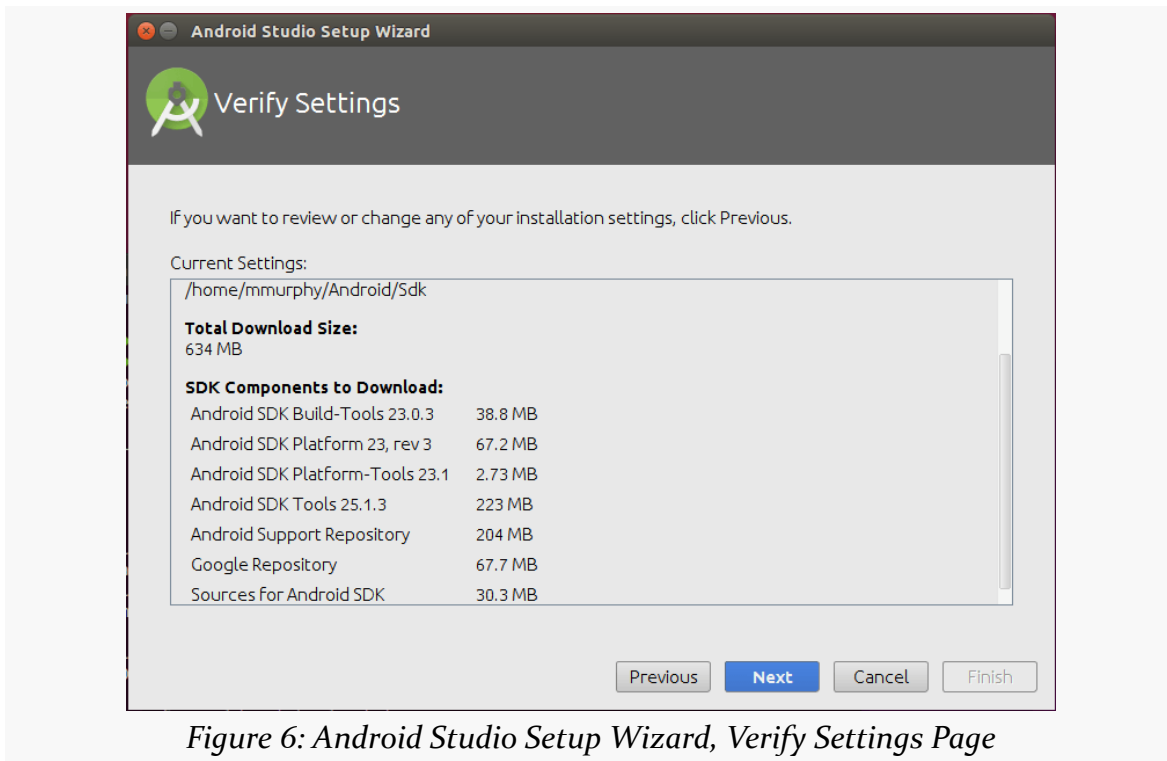 Android Studio Setup Wizard
Verify Settings
If you want to review or change any of your installation settings, click Previous.
Current Settings:
/home/mmurphy/Android/Sdk
Total Download Size:
634 MB
SDK Components to Download:
Android SDK Build-Tools 23.0.3 38.8 MB
Android SDK Platform 23, rev 3 67.2 MB
Android SDK Platform-Tools 23.1 2.73 MB
Android SDK Tools 25.1.3 223 MB
Android Support Repository 204 MB
Google Repository 67.7 MB
Sources for Android SDK 30.3 MB
Previous Next Cancel Finish
Figure 6: Android Studio Setup Wizard, Verify Settings Page